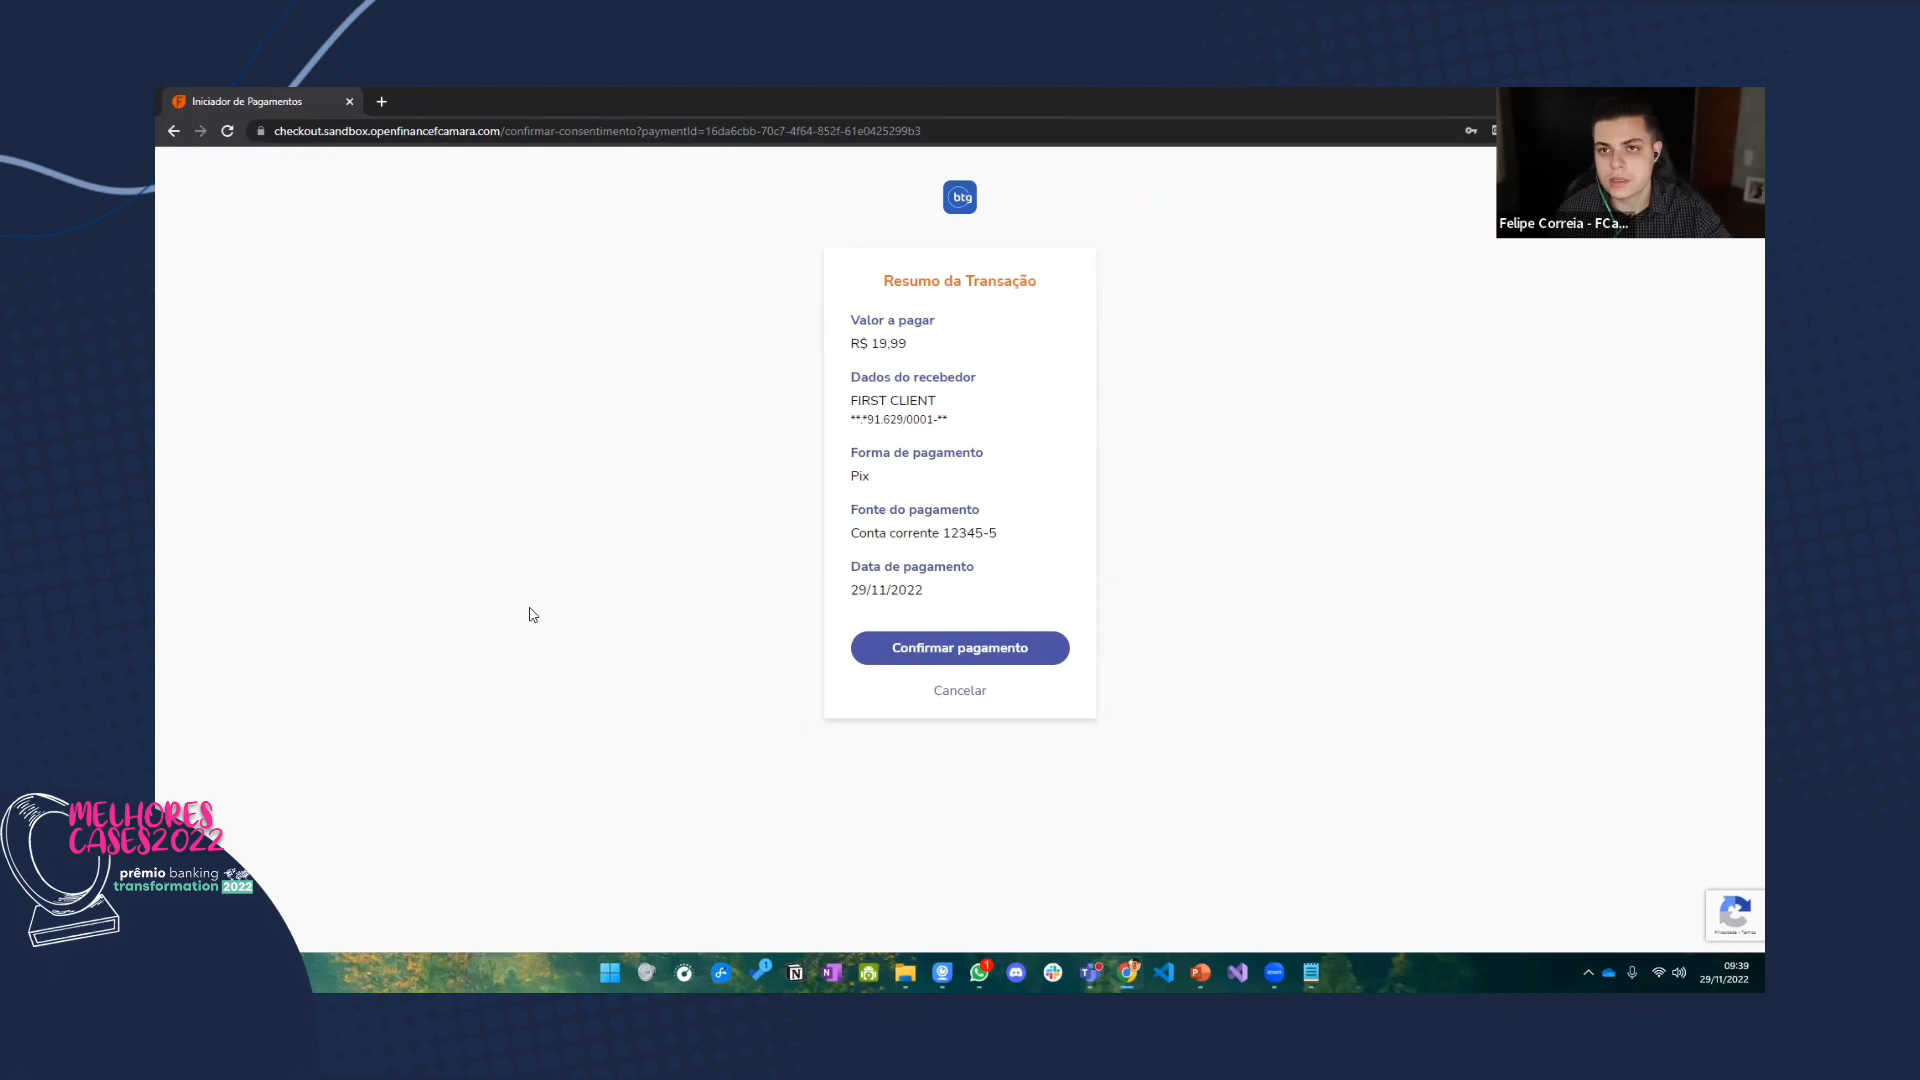 Iniciador de Pagamentos
checkout.sandbox.openfinancefcamara.com/confirmar-consentimento?paymentId=16da6cbb-70c7-4f64-852f-61e0425299b3
Felipe Correia - FCa...
btg
Resumo da Transação
Valor a pagar
R$ 19,99
Dados do recebedor
FIRST CLIENT
**.*91.629/0001-**
Forma de pagamento
Pix
Fonte do pagamento
Conta corrente 12345-5
Data de pagamento
29/11/2022
Confirmar pagamento
Cancelar
MELHORES
CASES2022
prêmio banking
transformation 2022
Privacidade - Termos
09:39
29/11/2022